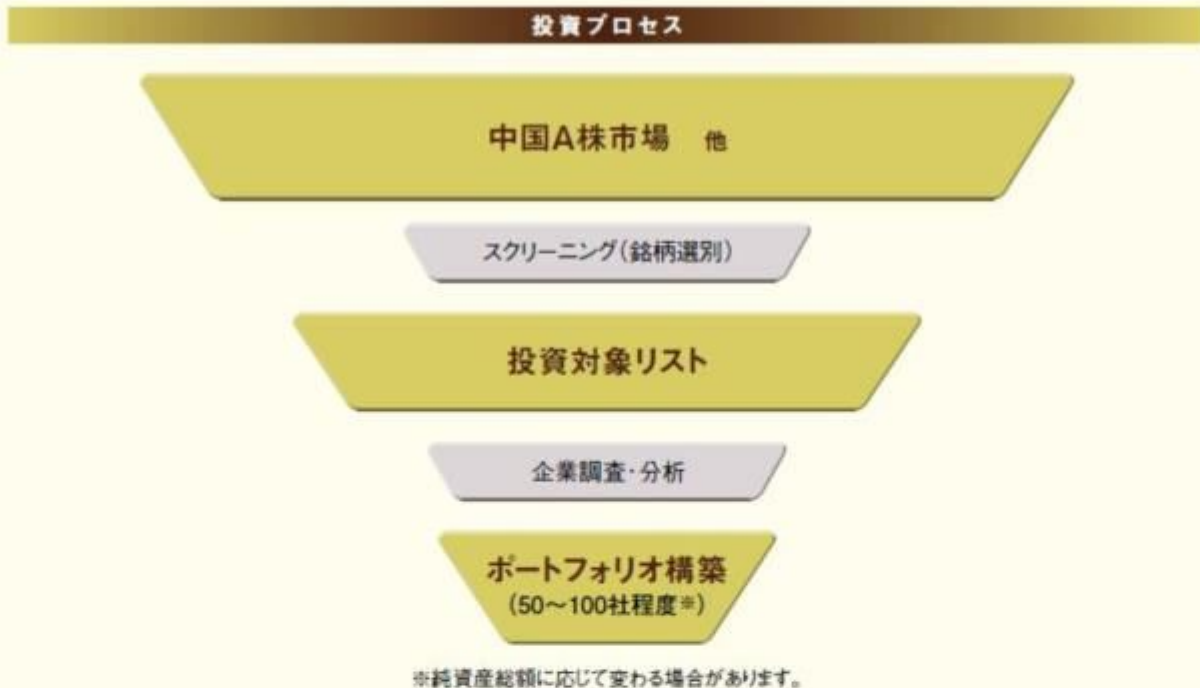 投資プロセス
中国A株市場　他
スクリーニング（銘柄選別）
投資対象リスト
企業調査・分析
ポートフォリオ構築
（50～100社程度※）
※純資産総額に応じて変わる場合があります。